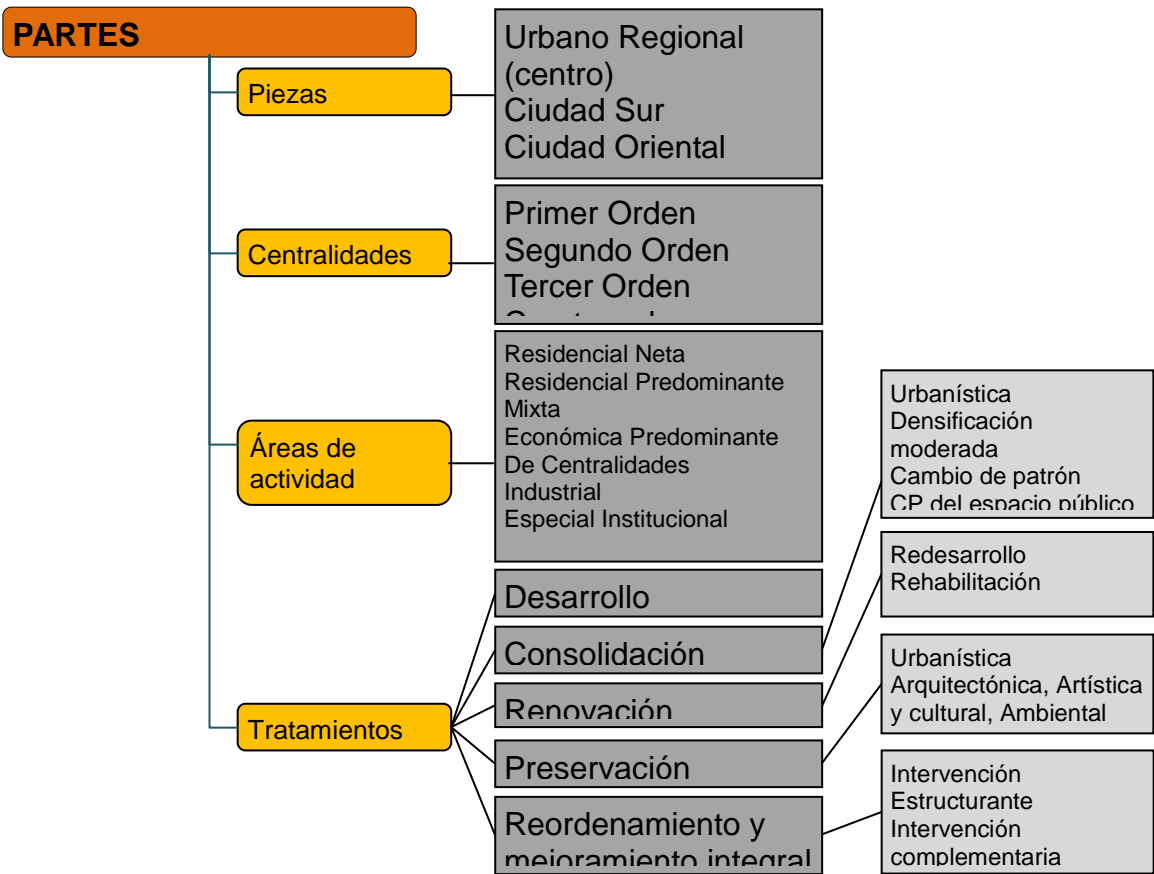 PARTES
Piezas
Urbano Regional
(centro)
Ciudad Sur
Ciudad Oriental
Centralidades
Primer Orden
Segundo Orden
Tercer Orden
Áreas de
actividad
Residencial Neta
Residencial Predominante
Mixta
Económica Predominante
De Centralidades
Industrial
Especial Institucional
Tratamientos
Desarrollo
Consolidación
Urbanística
Densificación
moderada
Cambio de patrón
CP del espacio público
Renovación
Redesarrollo
Rehabilitación
Preservación
Urbanística
Arquitectónica, Artística
y cultural, Ambiental
Reordenamiento y
mejoramiento integral
Intervención
Estructurante
Intervención
complementaria